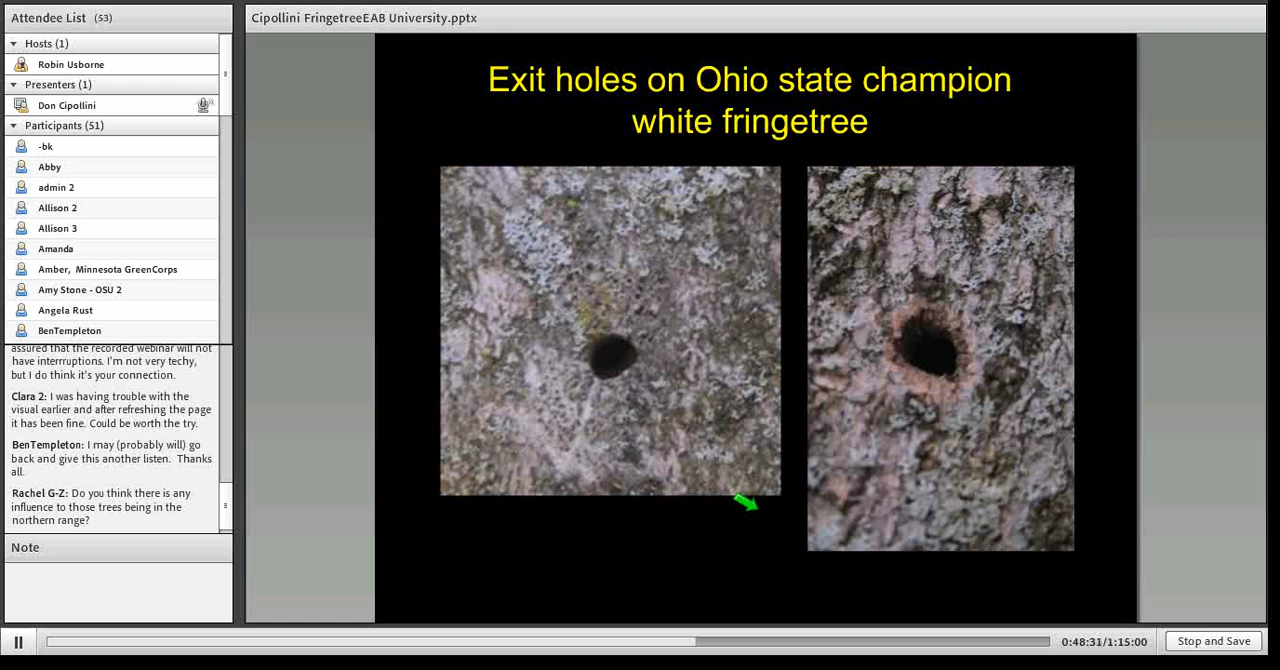 Attendee List (53)
Hosts (1)
Robin Usborne
Presenters (1)
Don Cipollini
Participants (51)
-bk
Abby
admin 2
Allison 2
Allison 3
Amanda
Amber, Minnesota GreenCorps
Amy Stone - OSU 2
Angela Rust
BenTempleton
assured that the recorded webinar will not
have interrruptions. I'm not very techy,
but I do think it's your connection.
Clara 2: I was having trouble with the
visual earlier and after refreshing the page
it has been fine. Could be worth the try.
BenTempleton: I may (probably will) go
back and give this another listen. Thanks
all.
Rachel G-Z: Do you think there is any
influence to those trees being in the
northern range?
Note
Cipollini FringetreeEAB University.pptx
Exit holes on Ohio state champion
white fringetree
0:48:31/1:15:00
Stop and Save